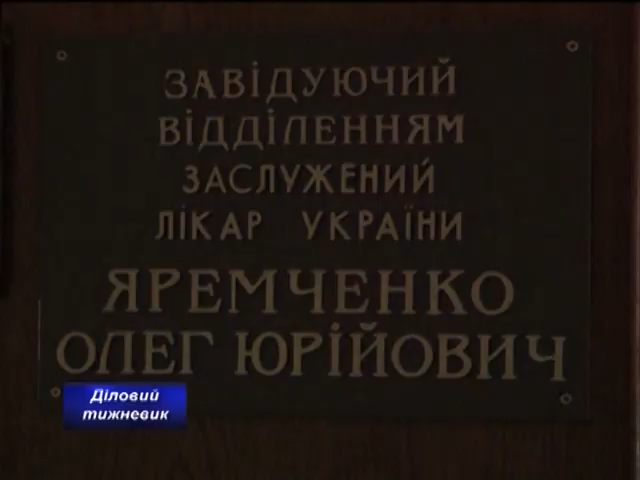 ЗАВІДУЮЧИЙ
ВІДДІЛЕННЯМ
ЗАСЛУЖЕНИЙ
ЛІКАР УКРАЇНИ
ЯРЕМЧЕНКО
ОЛЕГ ЮРІЙОВИЧ
Діловий
тижневик